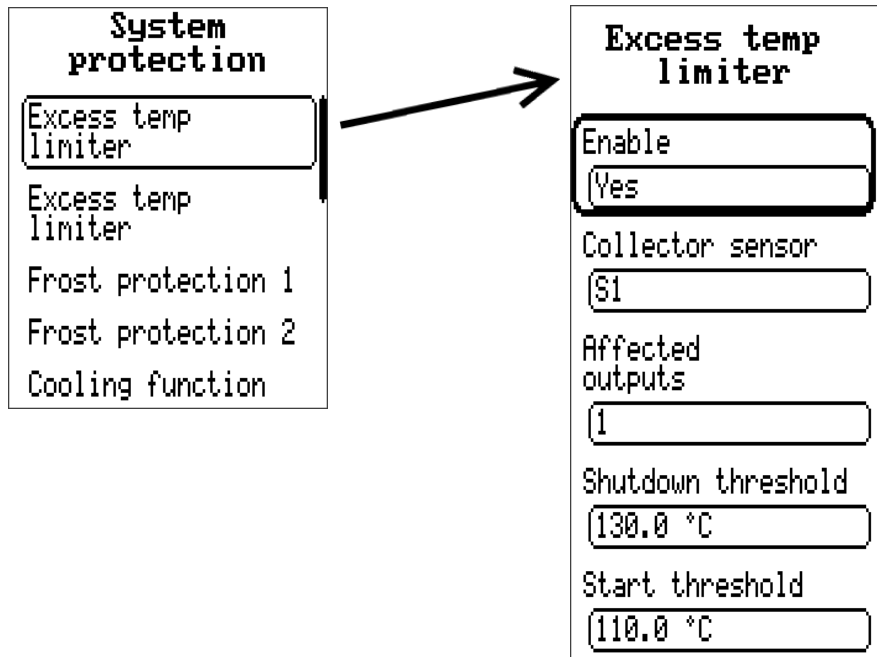 System
protection
Excess temp
limiter
Excess temp
limiter
Frost protection 1
Frost protection 2
Cooling function
Excess temp
limiter
Enable
Yes
Collector sensor
S1
Affected
outputs
1
Shutdown threshold
130.0 °C
Start threshold
110.0 °C